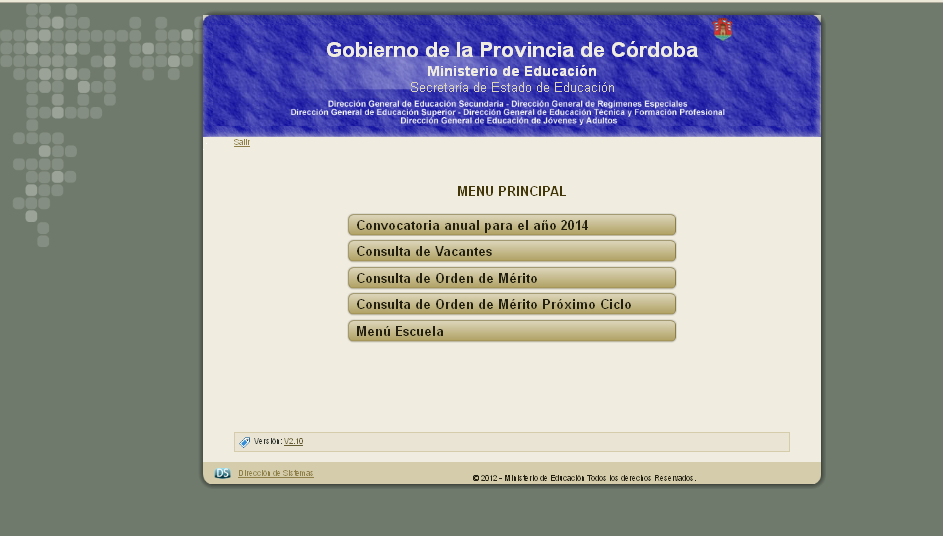 Gobierno de la Provincia de Córdoba
Ministerio de Educación
Secretaría de Estado de Educación
Dirección General de Educación Secundaria - Dirección General de Regímenes Especiales
Dirección General de Educación Superior - Dirección General de Educación Técnica y Formación Profesional
Dirección General de Educación de Jóvenes y Adultos
Salir
MENU PRINCIPAL
Convocatoria anual para el año 2014
Consulta de Vacantes
Consulta de Orden de Mérito
Consulta de Orden de Mérito Próximo Ciclo
Menú Escuela
Versión: V2.10
DS Dirección de Sistemas
© 2012 - Ministerio de Educación Todos los derechos Reservados.